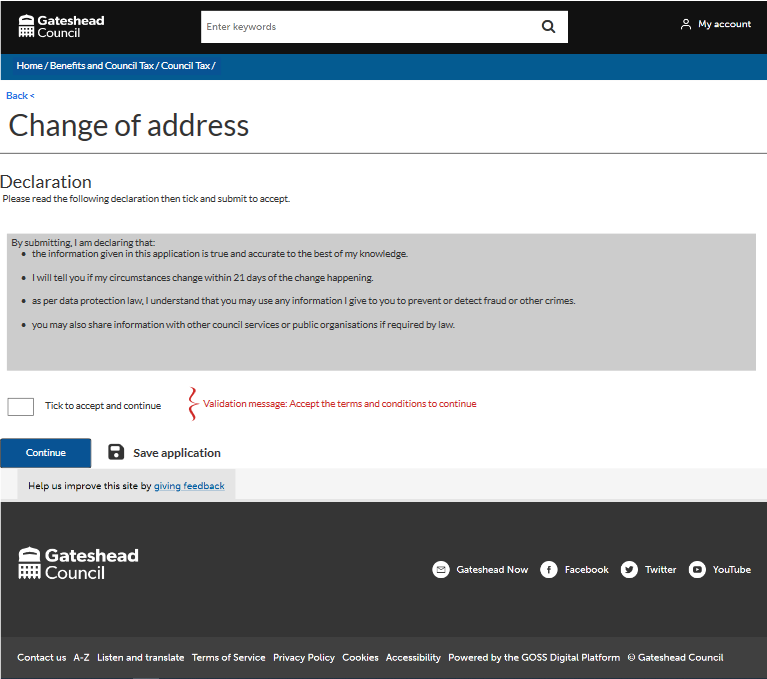 Gateshead
Council
Enter keywords
My account
Home / Benefits and Council Tax / Council Tax /
Back <
Change of address
Declaration
Please read the following declaration then tick and submit to accept.
By submitting, I am declaring that:
• the information given in this application is true and accurate to the best of my knowledge.
• I will tell you if my circumstances change within 21 days of the change happening.
• as per data protection law, I understand that you may use any information I give to you to prevent or detect fraud or other crimes.
• you may also share information with other council services or public organisations if required by law.
Tick to accept and continue
Validation message: Accept the terms and conditions to continue
Continue
Save application
Help us improve this site by giving feedback
Gateshead
Council
Gateshead Now
Facebook
Twitter
YouTube
Contact us A-Z Listen and translate Terms of Service Privacy Policy Cookies Accessibility Powered by the GOSS Digital Platform © Gateshead Council